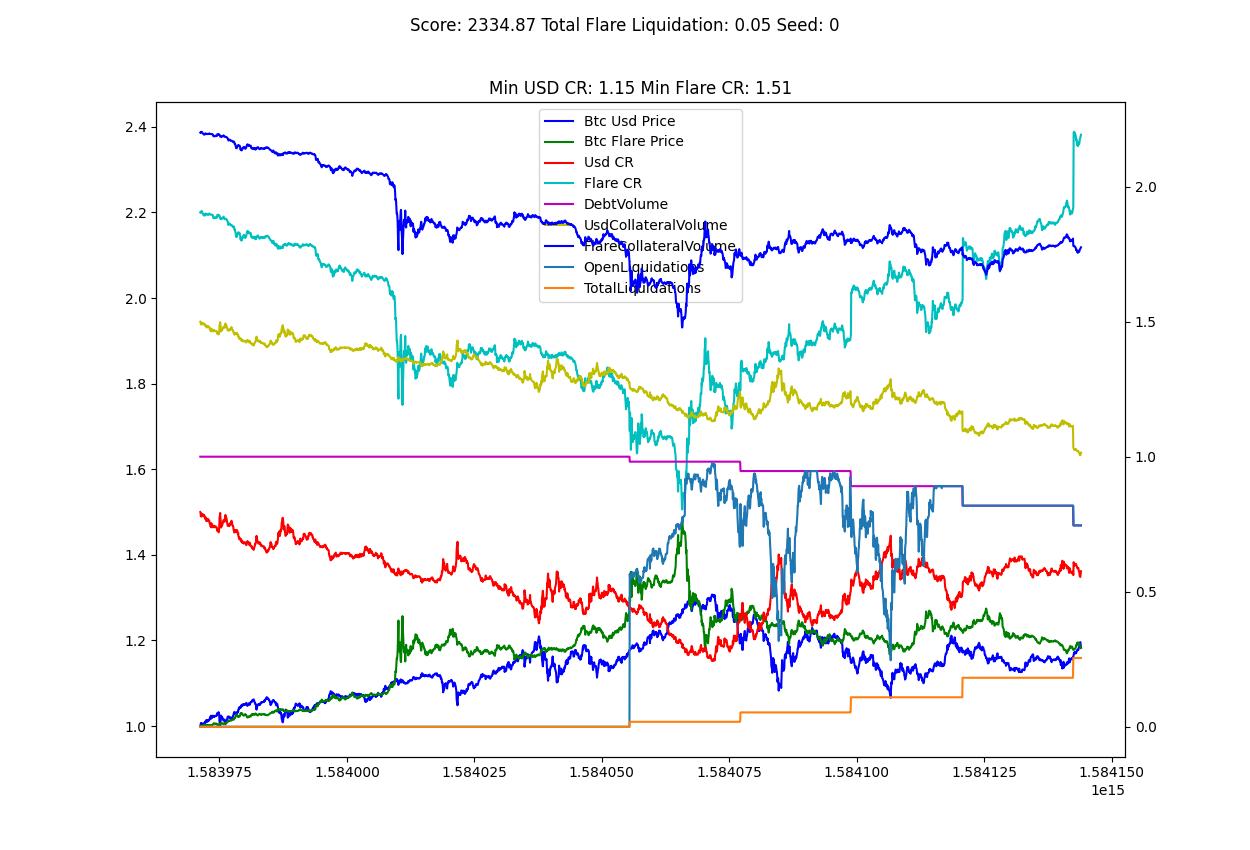 Score: 2334.87 Total Flare Liquidation: 0.05 Seed: 0
Min USD CR: 1.15 Min Flare CR: 1.51
Btc Usd Price
Btc Flare Price
Usd CR
Flare CR
DebtVolume
UsdCollateralVolume
FlareCollateralVolume
OpenLiquidations
TotalLiquidations
2.4
2.2
2.0
1.8
1.6
1.4
1.2
1.0
2.0
1.5
1.0
0.5
0.0
1.583975 1.584000 1.584025 1.584050 1.584075 1.584100 1.584125 1.584150
1e15